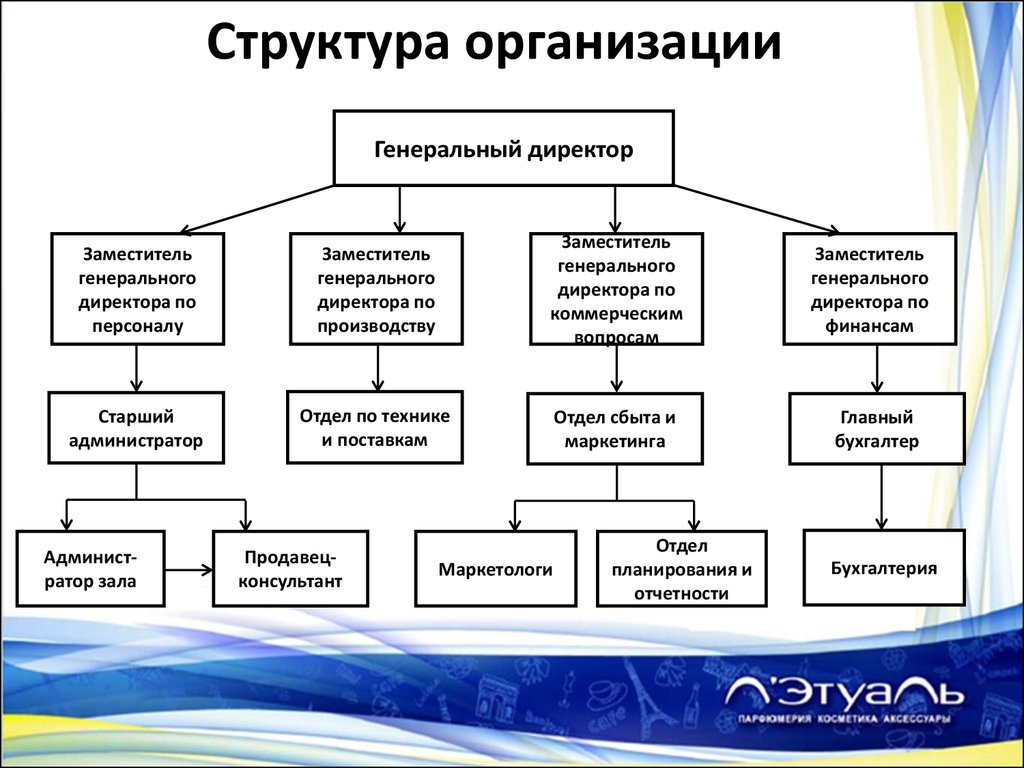 Структура организации
Генеральный директор
Заместитель
генерального
директора по
персоналу
Заместитель
генерального
директора по
производству
Заместитель
генерального
директора по
коммерческим
вопросам
Заместитель
генерального
директора по
финансам
Старший
администратор
Отдел по технике
и поставкам
Отдел сбыта и
маркетинга
Главный
бухгалтер
Админист-
ратор зала
Продавец-
консультант
Маркетологи
Отдел
планирования и
отчетности
Бухгалтерия
Л'Этуаль
ПАРФЮМЕРИЯ КОСМЕТИКА АКСЕССУАРЫ